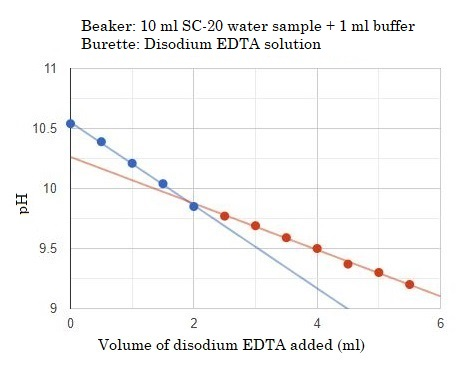 Beaker: 10 ml SC-20 water sample + 1 ml buffer
Burette: Disodium EDTA solution
11
10.5
10
9.5
9
pH
0
2
4
6
Volume of disodium EDTA added (ml)